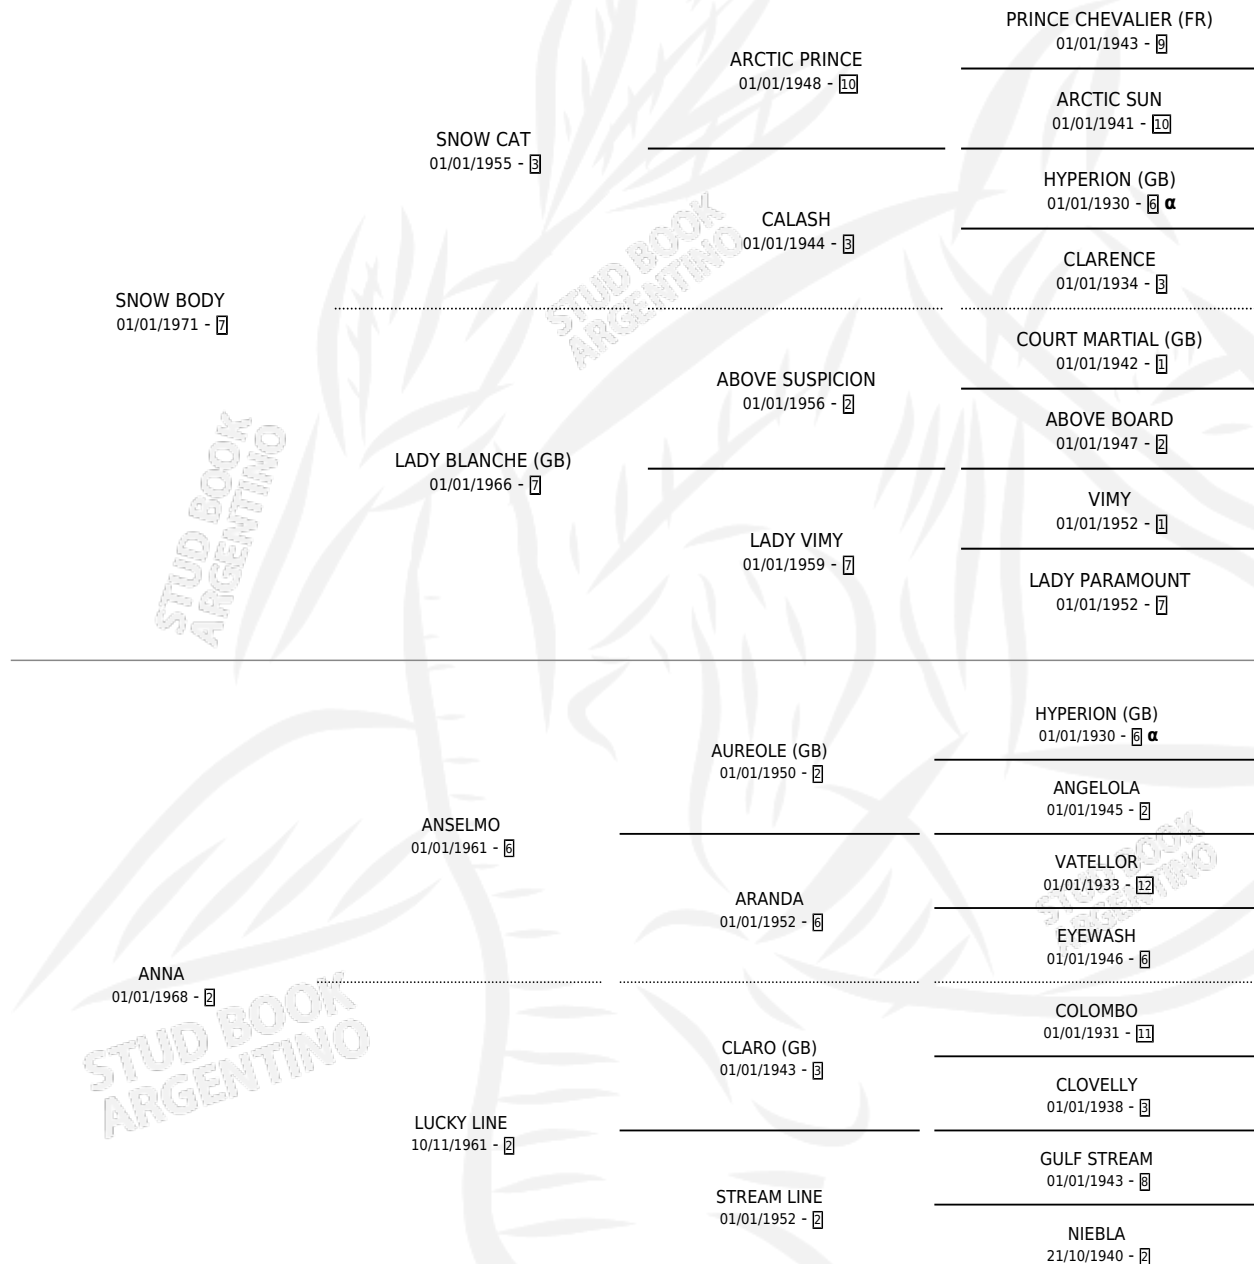 PRINCE CHEVALIER (FR)
01/01/1943 - 9
ARCTIC PRINCE
01/01/1948 - 10
ARCTIC SUN
01/01/1941 - 10
SNOW CAT
01/01/1955 - 3
HYPERION (GB)
01/01/1930 - 6 α
CALASH
01/01/1944 - 3
CLARENCE
01/01/1934 - 3
SNOW BODY
01/01/1971 - 7
COURT MARTIAL (GB)
01/01/1942 - 1
ABOVE SUSPICION
01/01/1956 - 2
ABOVE BOARD
01/01/1947 - 2
LADY BLANCHE (GB)
01/01/1966 - 7
VIMY
01/01/1952 - 1
LADY VIMY
01/01/1959 - 7
LADY PARAMOUNT
01/01/1952 - 7
HYPERION (GB)
01/01/1930 - 6 α
AUREOLE (GB)
01/01/1950 - 2
ANGELOLA
01/01/1945 - 2
ANSELMO
01/01/1961 - 6
VATELLOR
01/01/1933 - 12
ARANDA
01/01/1952 - 6
EYEWASH
01/01/1946 - 6
ANNA
01/01/1968 - 2
COLOMBO
01/01/1931 - 11
CLARO (GB)
01/01/1943 - 3
CLOVELLY
01/01/1938 - 3
LUCKY LINE
10/11/1961 - 2
GULF STREAM
01/01/1943 - 8
STREAM LINE
01/01/1952 - 2
NIEBLA
21/10/1940 - 2
STUD BOOK
ARGENTINO
STUD BOOK
ARGENTINO
STUD BOOK
ARGENTINO
STUD BOOK
ARGENTINO